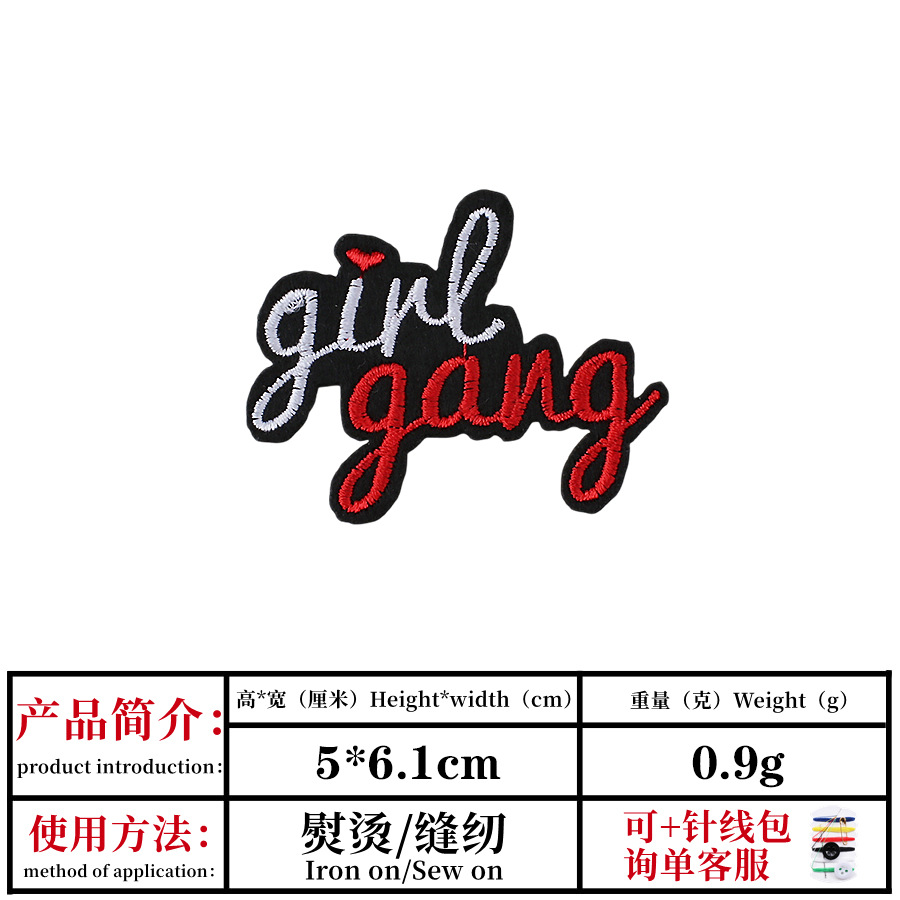 girl
gang
产品简介：
product introduction:
高*宽（厘米）Height*width（cm）
重量（克）Weight（g）
5*6.1cm
0.9g
使用方法：
method of application:
熨烫/缝纫
Iron on/Sew on
可+针线包
询单客服